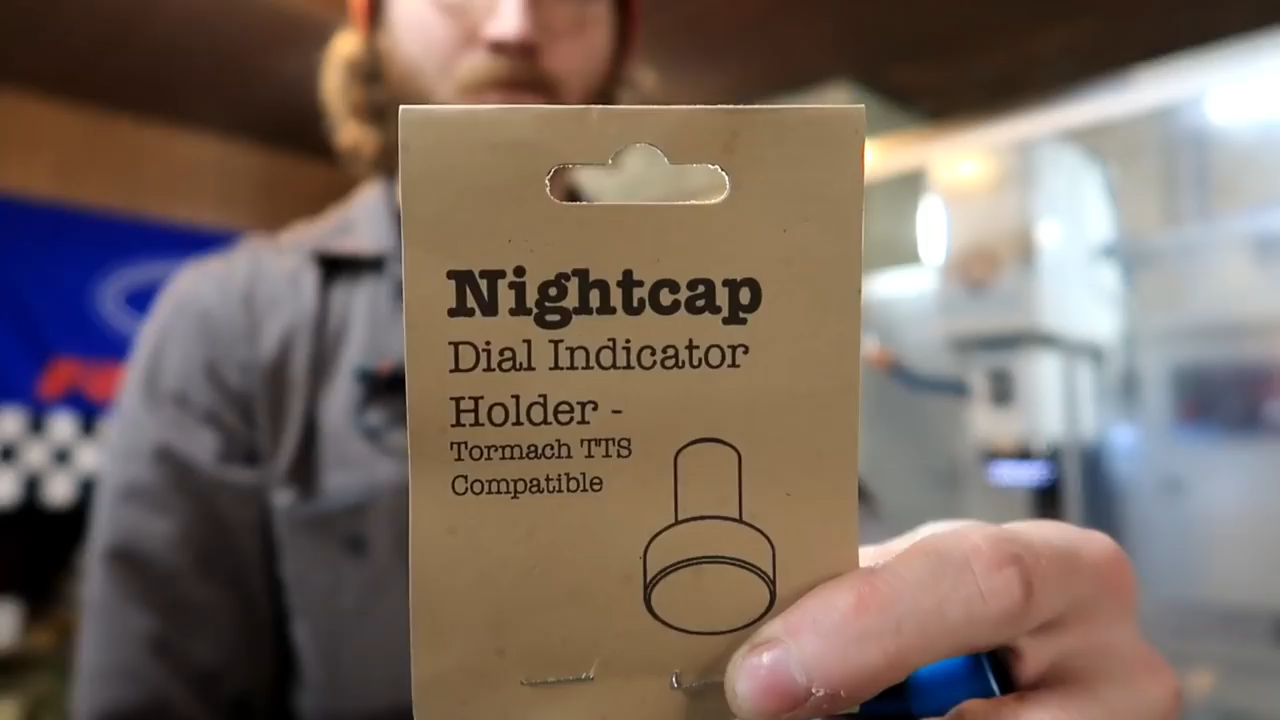 Nightcap
Dial Indicator
Holder -
Tormach TTS
Compatible